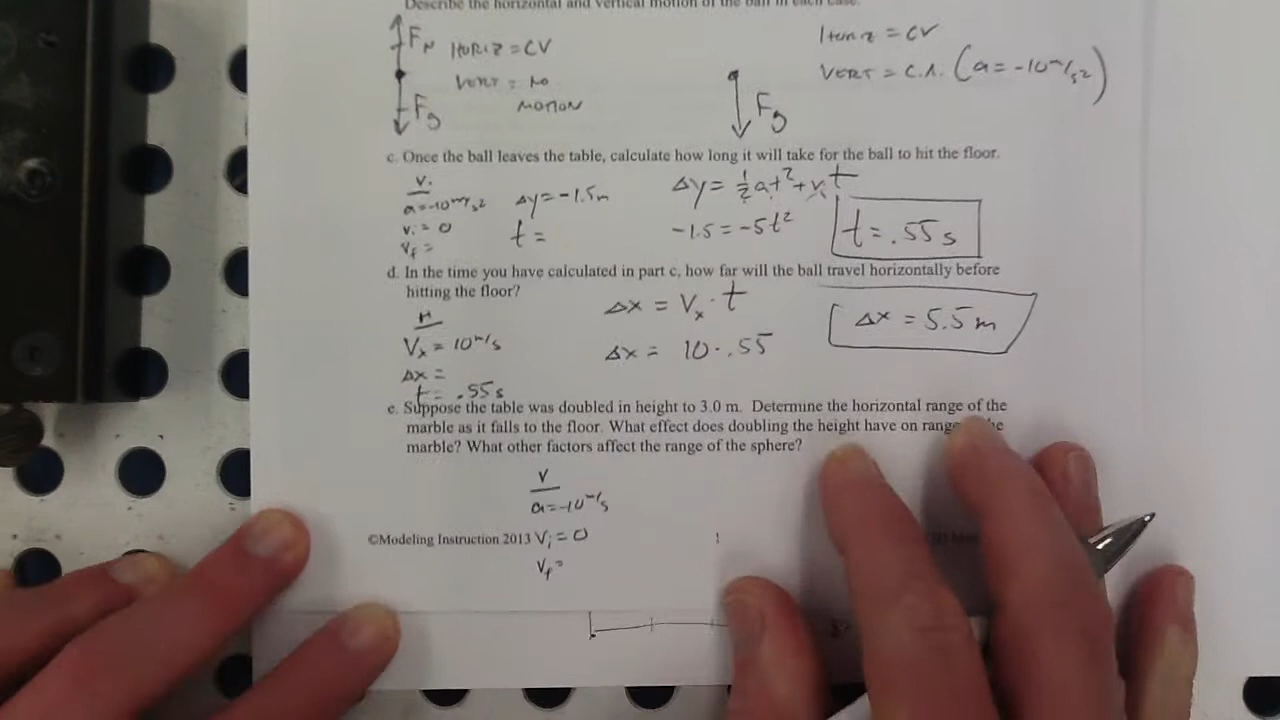 Describe the horizontal and vertical motion of the ball in each case.
FN HORIZ = CV
VERT = NO
MOTION
Fg
HORIZ = CV
VERT = C.A. (a = -10 m/s2)
Fg
c. Once the ball leaves the table, calculate how long it will take for the ball to hit the floor.
V.
a = -10 m/s2
vi = 0
vf =
Δy = -1.5m
t =
Δy = ½at² + vit
-1.5 = -5t²
t = .55 s
d. In the time you have calculated in part c, how far will the ball travel horizontally before
hitting the floor?
H
Vx = 10 m/s
Δx =
t = .55 s
Δx = Vx · t
Δx = 10 · .55
Δx = 5.5 m
e. Suppose the table was doubled in height to 3.0 m. Determine the horizontal range of the
marble as it falls to the floor. What effect does doubling the height have on range
marble? What other factors affect the range of the sphere?
V
a = -10 m/s
Vi = 0
Vf =
©Modeling Instruction 2013
1